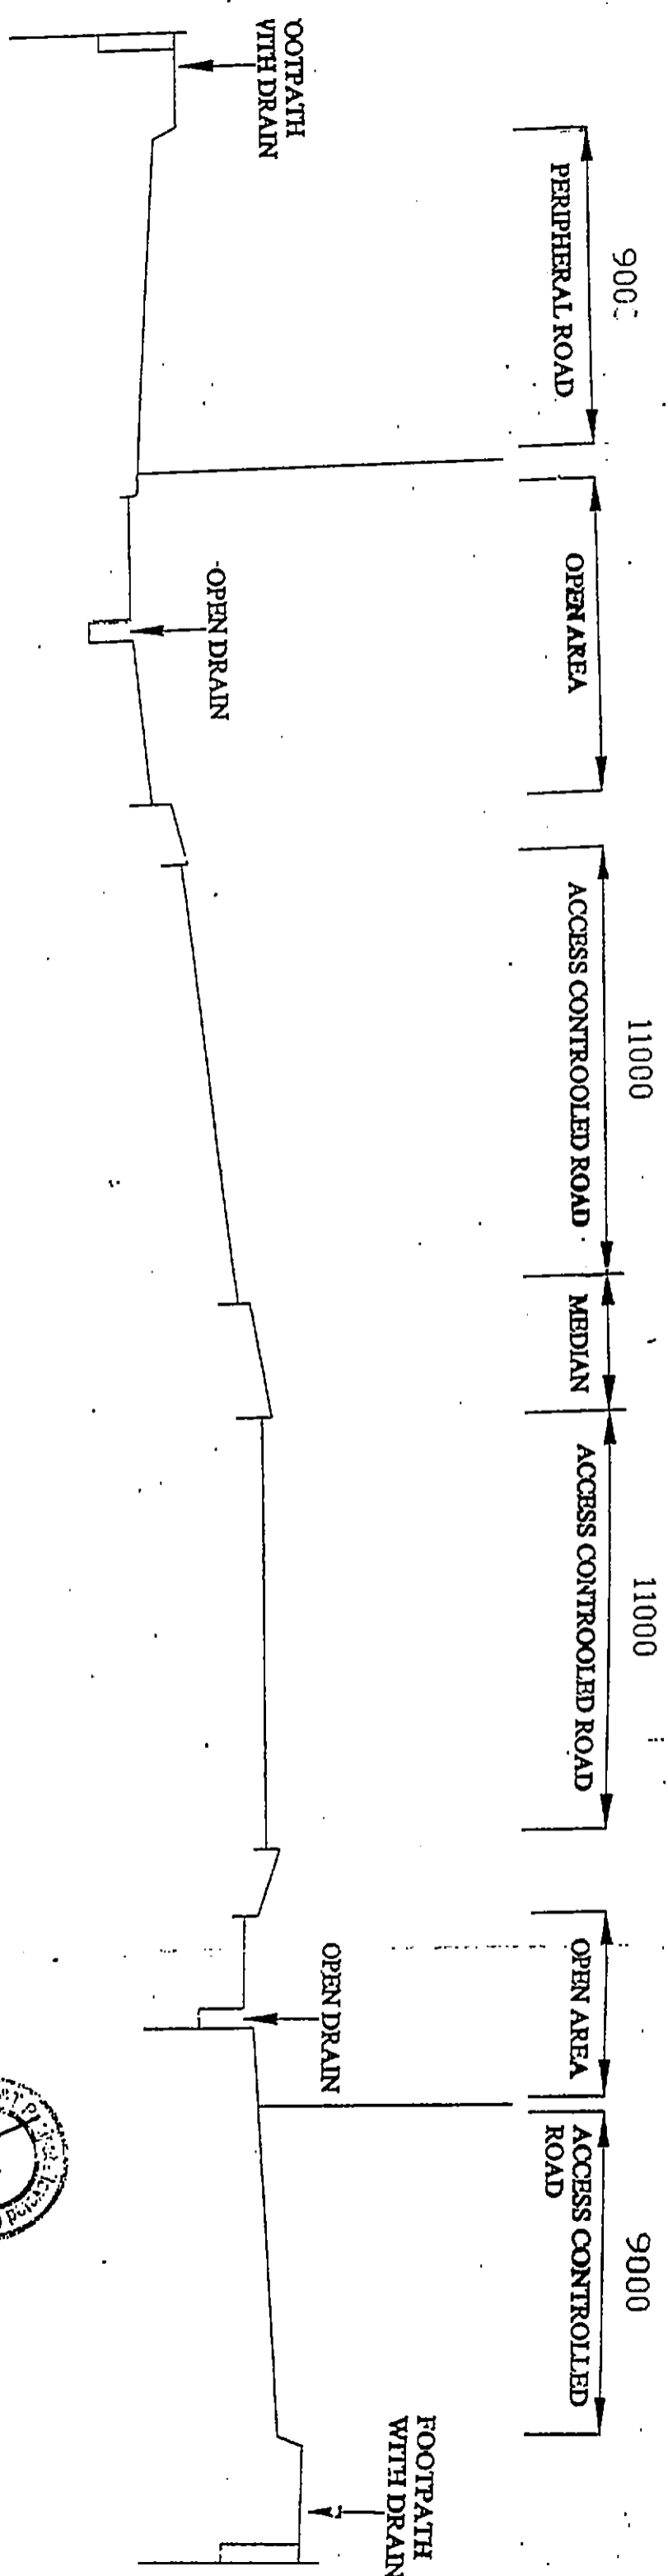 9000
11000
11000
9000
PERIPHERAL ROAD
OPEN AREA
ACCESS CONTROOLED ROAD
MEDIAN
ACCESS CONTROOLED ROAD
OPEN AREA
ACCESS CONTROLLED
ROAD
OOTPATH
WITH DRAIN
OPEN DRAIN
OPEN DRAIN
FOOTPATH
WITH DRAIN